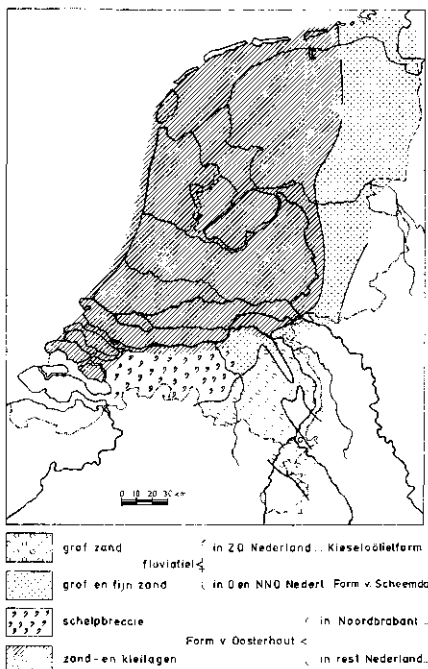 0 10 20 30 km
grof zand
in ZO Nederland.. Kieseloölietform
fluviatiel <
grof en fijn zand
in O en NNO Nederl. Form v. Scheemda
schelpbreccie
in Noordbrabant ..
Form v Oosterhout <
zand- en kleilagen
in rest Nederland..